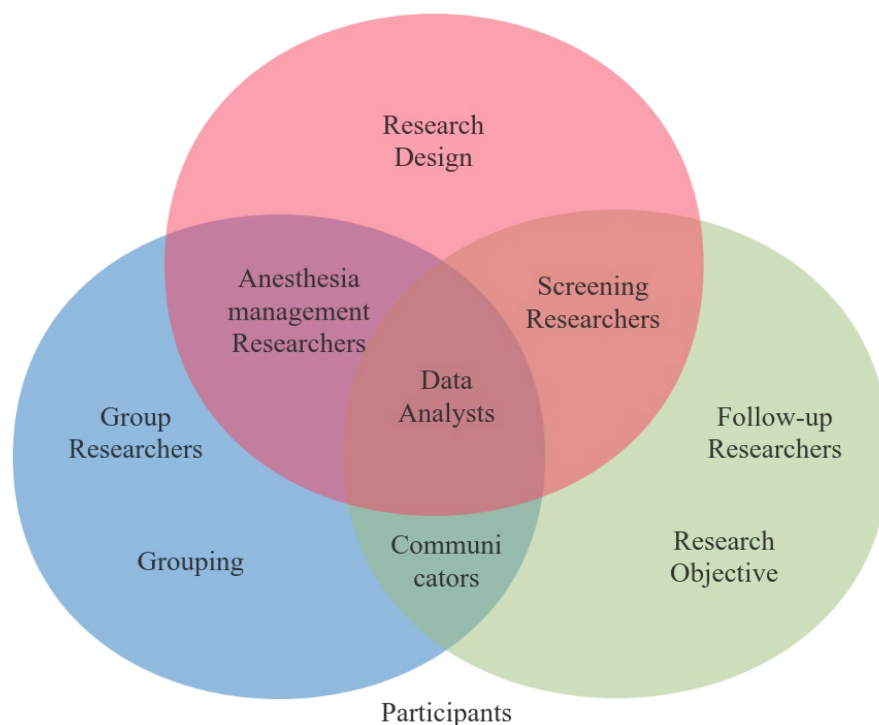 Research
Design
Anesthesia
management
Researchers
Screening
Researchers
Data
Analysts
Group
Researchers
Follow-up
Researchers
Grouping
Communi
cators
Research
Objective
Participants